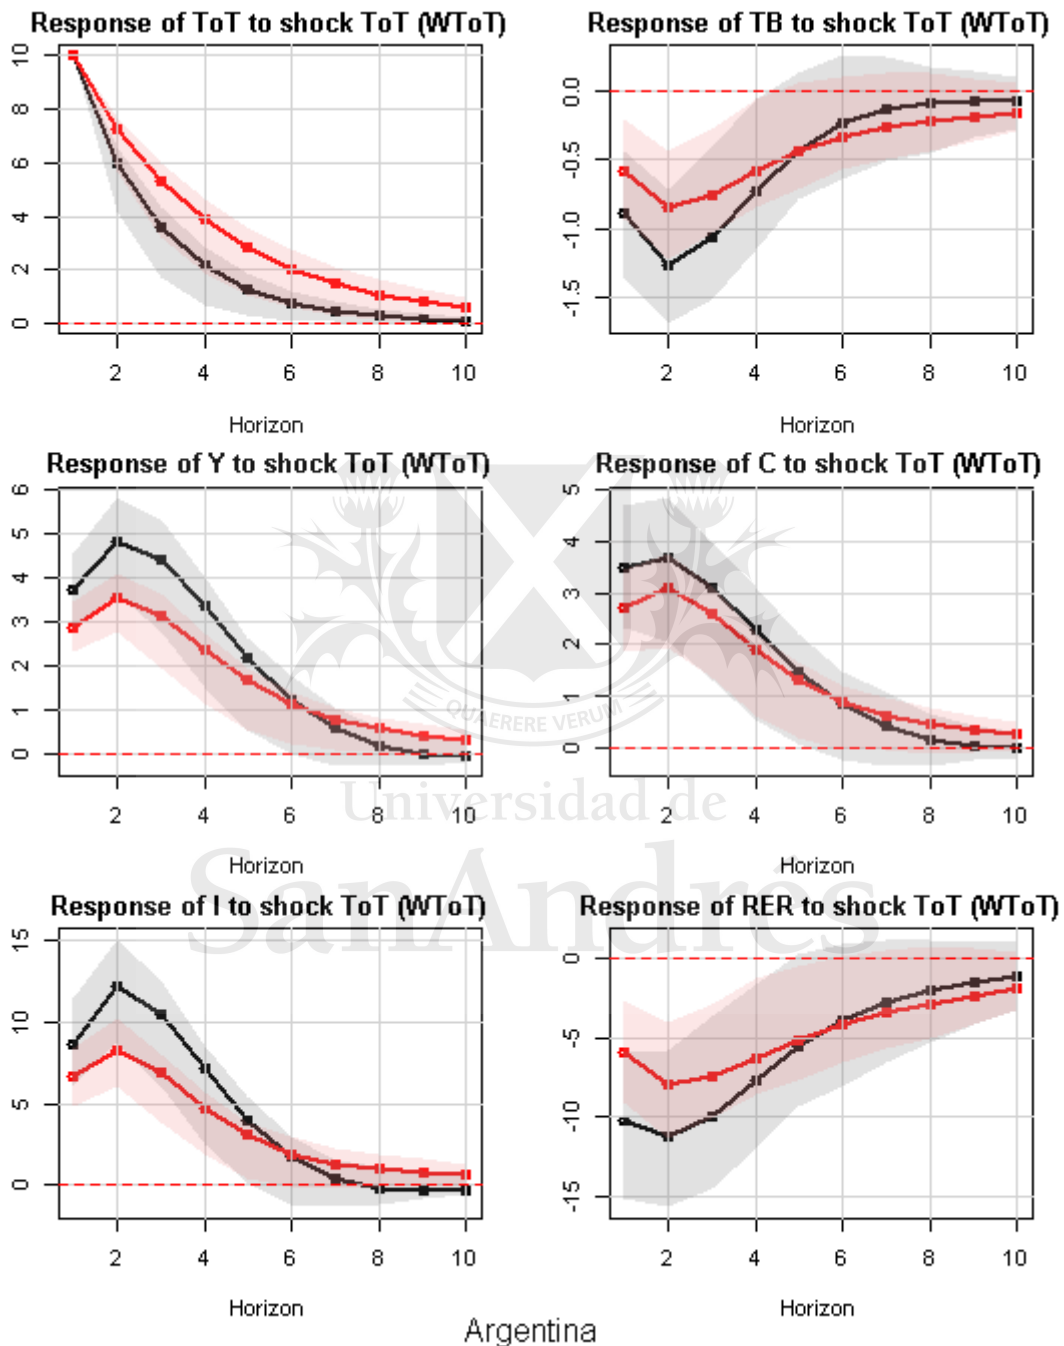 Response of ToT to shock ToT (WToT)
Response of TB to shock ToT (WToT)
10
8
6
4
2
0
0.0
-0.5
-1.0
-1.5
2 4 6 8 10
2 4 6 8 10
Horizon
Horizon
Response of Y to shock ToT (WToT)
Response of C to shock ToT (WToT)
6
5
4
3
2
1
0
5
4
3
2
1
0
QUAERERE VERUM
2 4 6 8 10
2 4 6 8 10
Universidad de
SanAndrés
Horizon
Horizon
Response of I to shock ToT (WToT)
Response of RER to shock ToT (WToT)
15
10
5
0
0
-5
-10
-15
2 4 6 8 10
2 4 6 8 10
Horizon
Horizon
Argentina